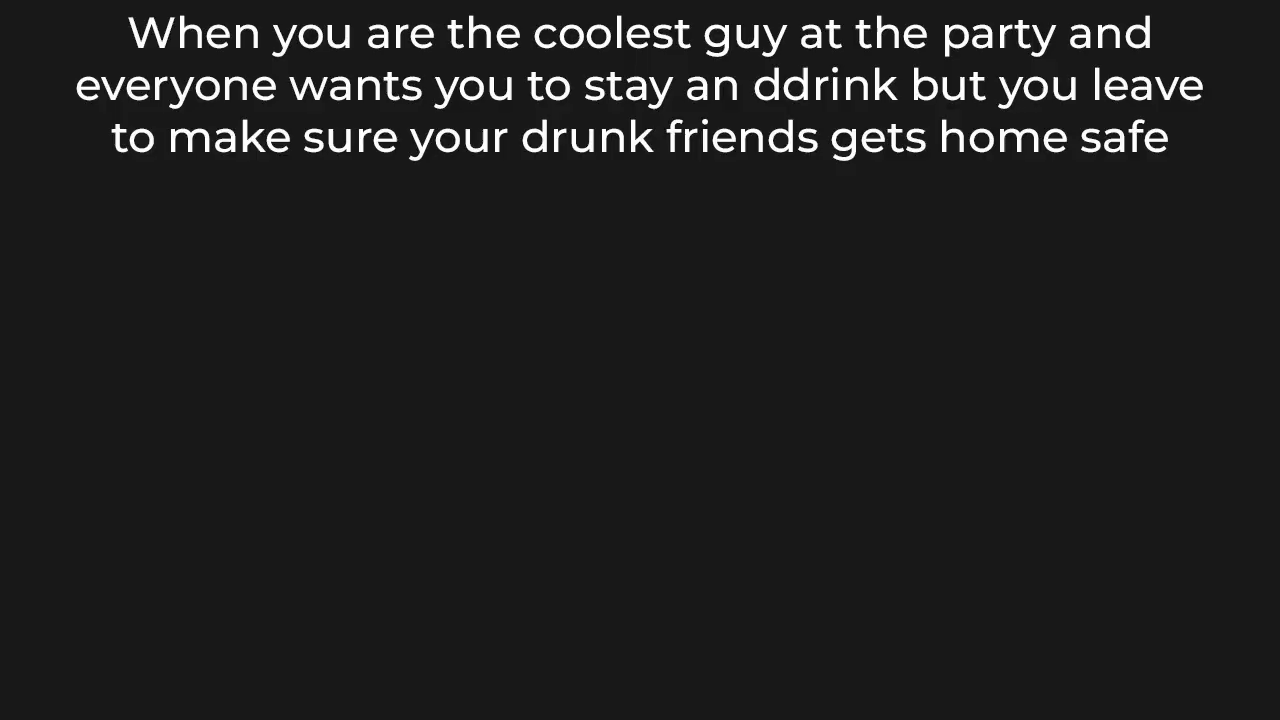 When you are the coolest guy at the party and
everyone wants you to stay an ddrink but you leave
to make sure your drunk friends gets home safe